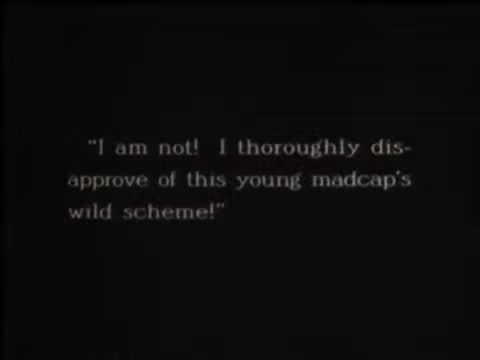 "I am not! I thoroughly dis-
approve of this young madcap's
wild scheme!"